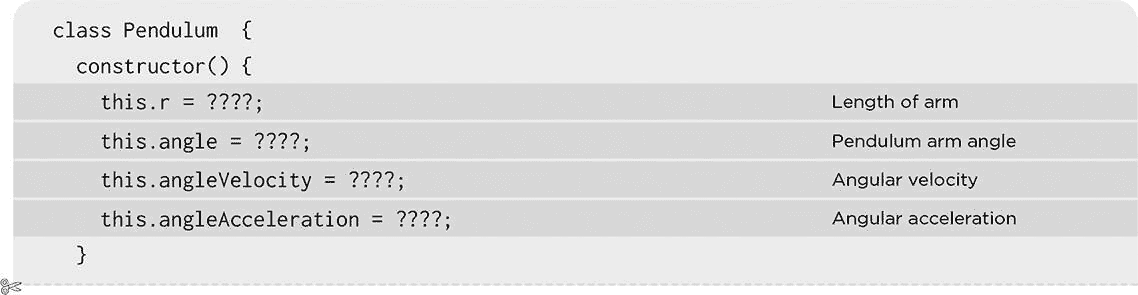 class Pendulum  {
constructor() {
this.r = ????; Length of arm
this.angle = ????; Pendulum arm angle
this.angleVelocity = ????; Angular velocity
this.angleAcceleration = ????; Angular acceleration
}